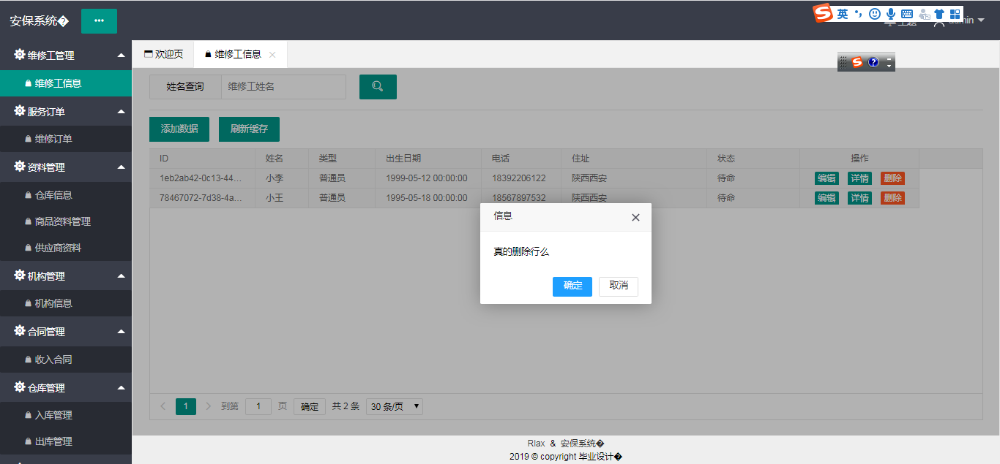 安保系统�
英
主题
admin
维修工管理
维修工信息
服务订单
维修订单
资料管理
仓库信息
商品资料管理
供应商资料
机构管理
机构信息
合同管理
收入合同
仓库管理
入库管理
出库管理
欢迎页 维修工信息
姓名查询 维修工姓名
添加数据 刷新缓存
ID 姓名 类型 出生日期 电话 住址 状态 操作
1eb2ab42-0c13-44... 小李 普通员 1999-05-12 00:00:00 18392206122 陕西西安 待命 编辑 详情 删除
78467072-7d38-4a... 小王 普通员 1995-05-18 00:00:00 18567897532 陕西西安 待命 编辑 详情 删除
信息
真的删除行么
确定 取消
1 到第 1 页 确定 共 2 条 30 条/页
Rlax & 安保系统�
2019 © copyright 毕业设计�